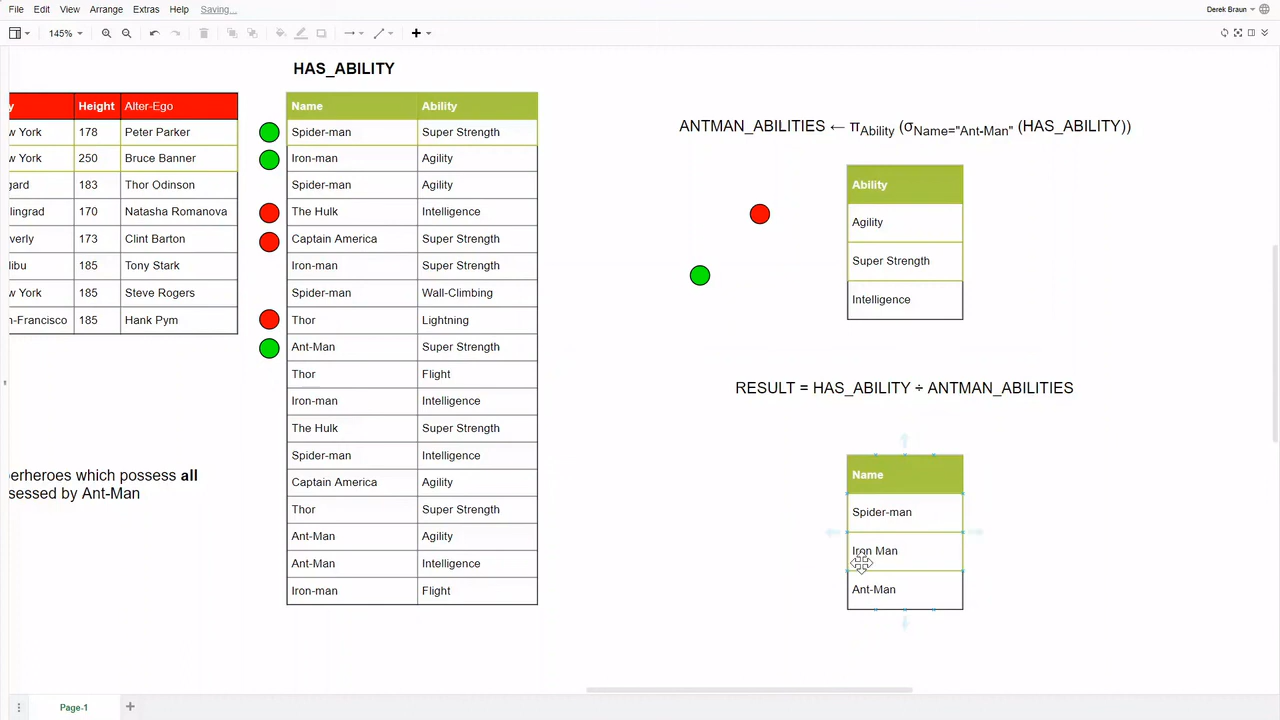 File Edit View Arrange Extras Help Saving... Derek Braun
145%
HAS_ABILITY
y Height Alter-Ego
w York 178 Peter Parker
w York 250 Bruce Banner
gard 183 Thor Odinson
lingrad 170 Natasha Romanova
verly 173 Clint Barton
libu 185 Tony Stark
w York 185 Steve Rogers
n-Francisco 185 Hank Pym
Name Ability
Spider-man Super Strength
Iron-man Agility
Spider-man Agility
The Hulk Intelligence
Captain America Super Strength
Iron-man Super Strength
Spider-man Wall-Climbing
Thor Lightning
Ant-Man Super Strength
Thor Flight
Iron-man Intelligence
The Hulk Super Strength
Spider-man Intelligence
Captain America Agility
Thor Super Strength
Ant-Man Agility
Ant-Man Intelligence
Iron-man Flight
erheroes which possess all
sessed by Ant-Man
ANTMAN_ABILITIES ← πAbility (σName="Ant-Man" (HAS_ABILITY))
Ability
Agility
Super Strength
Intelligence
RESULT = HAS_ABILITY ÷ ANTMAN_ABILITIES
Name
Spider-man
Iron Man
Ant-Man
Page-1